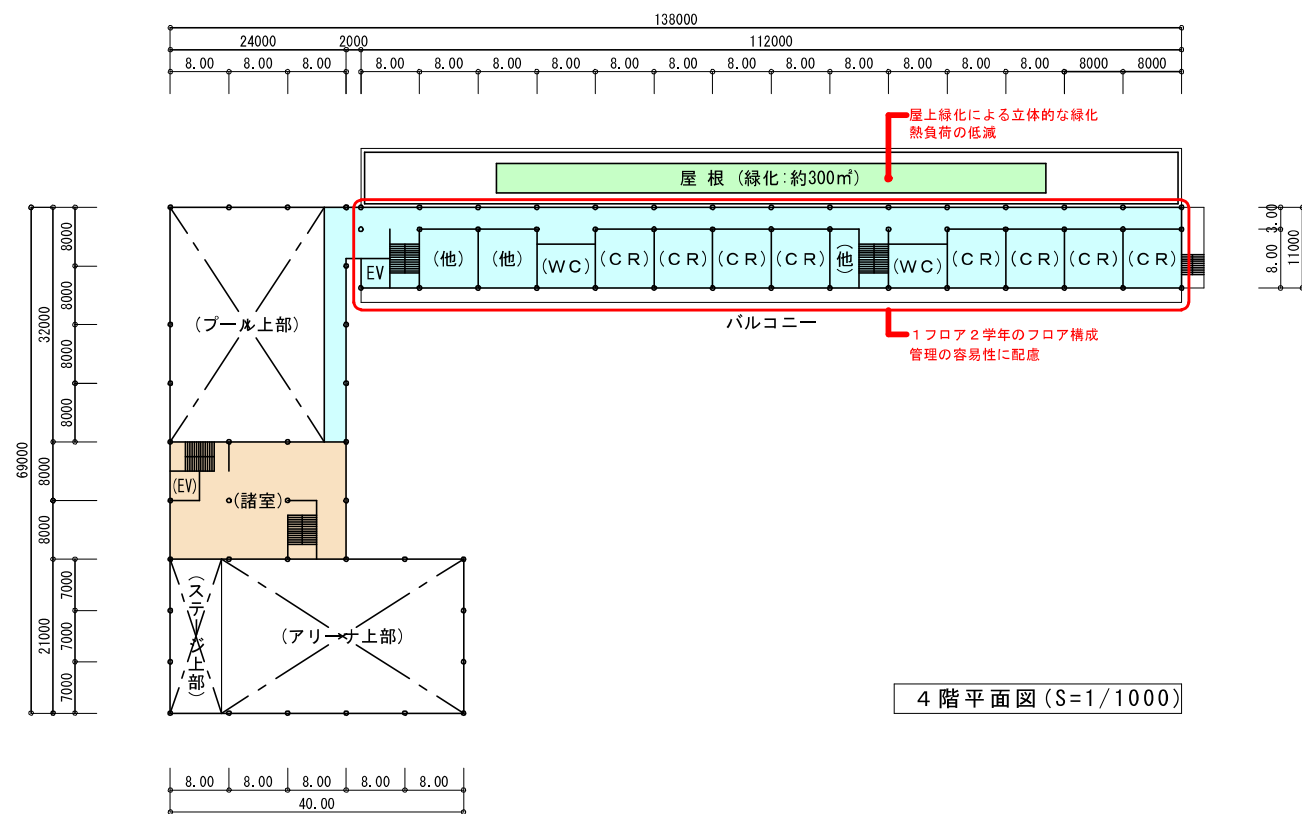 138000
24000
2000
112000
8.00 8.00 8.00 8.00 8.00 8.00 8.00 8.00 8.00 8.00 8.00 8.00 8.00 8.00 8.00 8000 8000
屋上緑化による立体的な緑化
熱負荷の低減
屋根 (緑化:約300㎡)
EV
(他)
(他)
(WC)
(CR)
(CR)
(CR)
(CR)
(他)
(WC)
(CR)
(CR)
(CR)
(CR)
8.00 3.00
11000
バルコニー
1フロア2学年のフロア構成
管理の容易性に配慮
(プール上部)
69000
32000
21000
8000
8000
8000
8000
8000
8000
7000
7000
7000
(EV)
(諸室)
(ステージ上部)
(アリーナ上部)
4階平面図(S=1/1000)
8.00 8.00 8.00 8.00 8.00
40.00